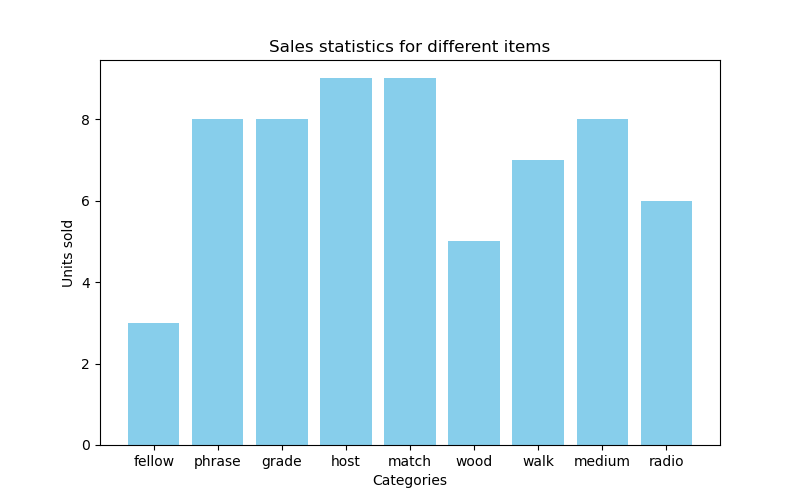 Sales statistics for different items
Units sold
8
6
4
2
0
fellow phrase grade host match wood walk medium radio
Categories